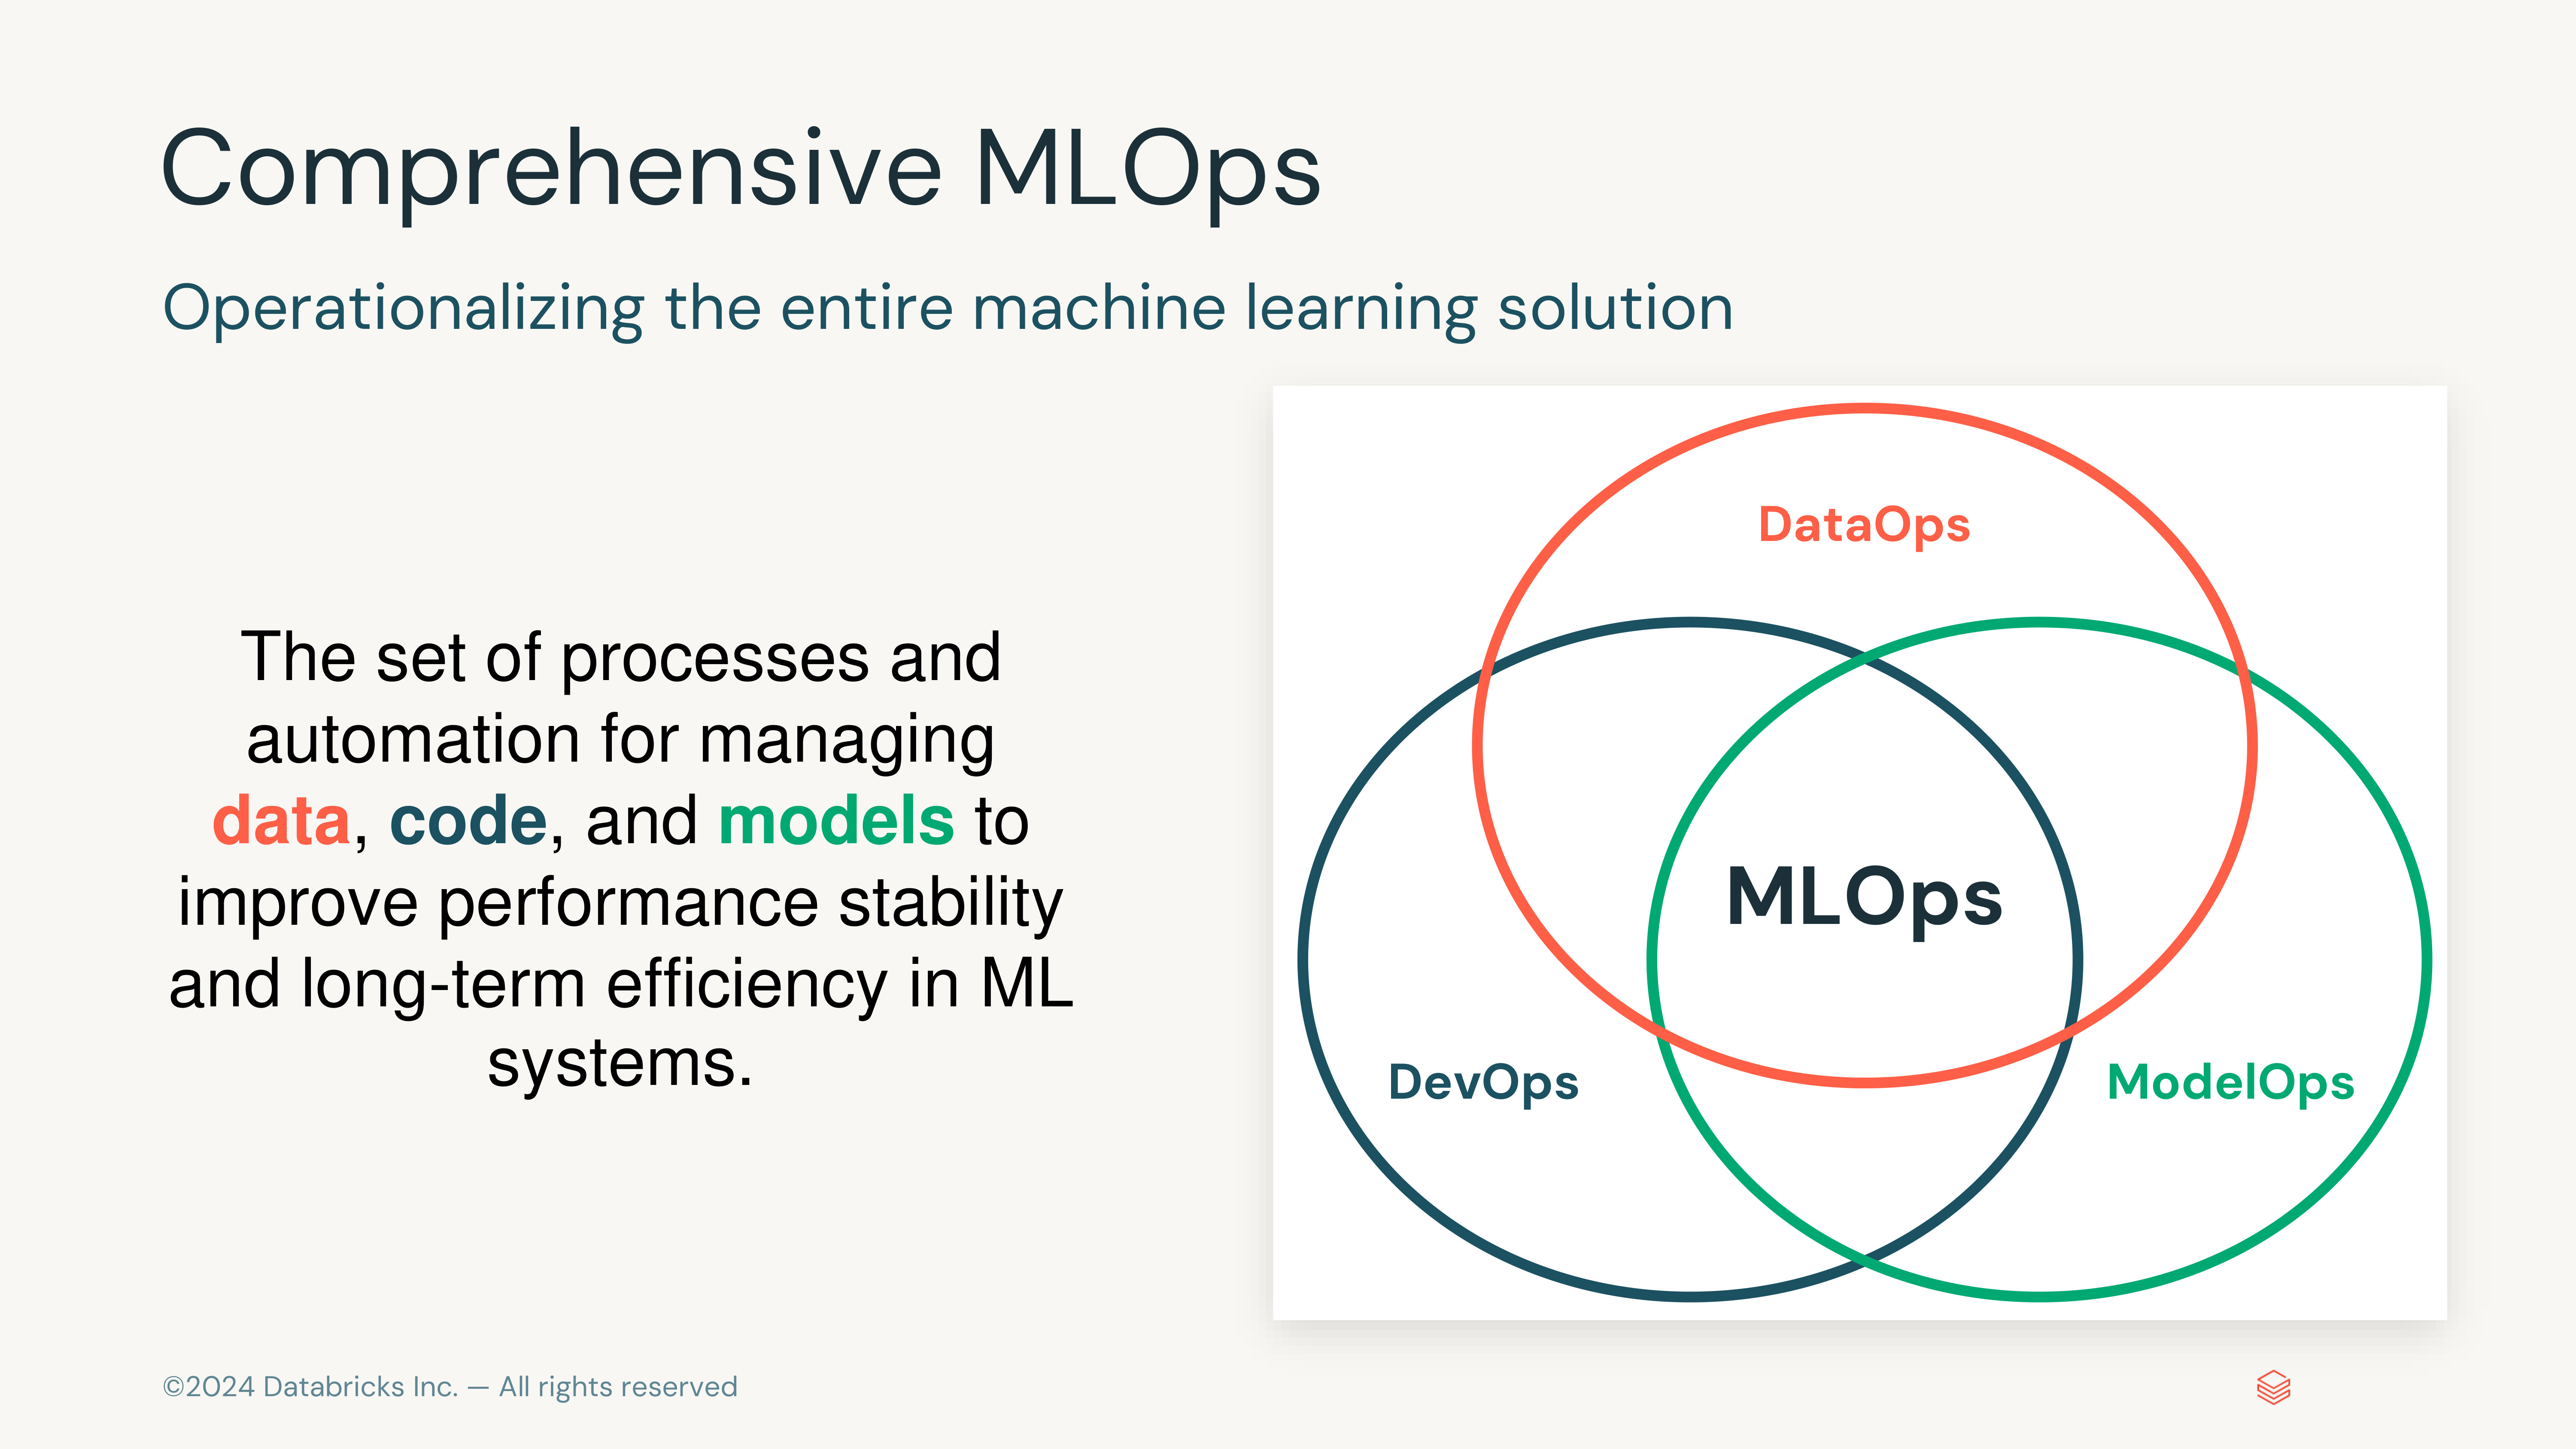 Comprehensive MLOps
Operationalizing the entire machine learning solution
The set of processes and
automation for managing
data, code, and models to
improve performance stability
and long-term efficiency in ML
systems.
DataOps
MLOps
DevOps
ModelOps
©2024 Databricks Inc. — All rights reserved